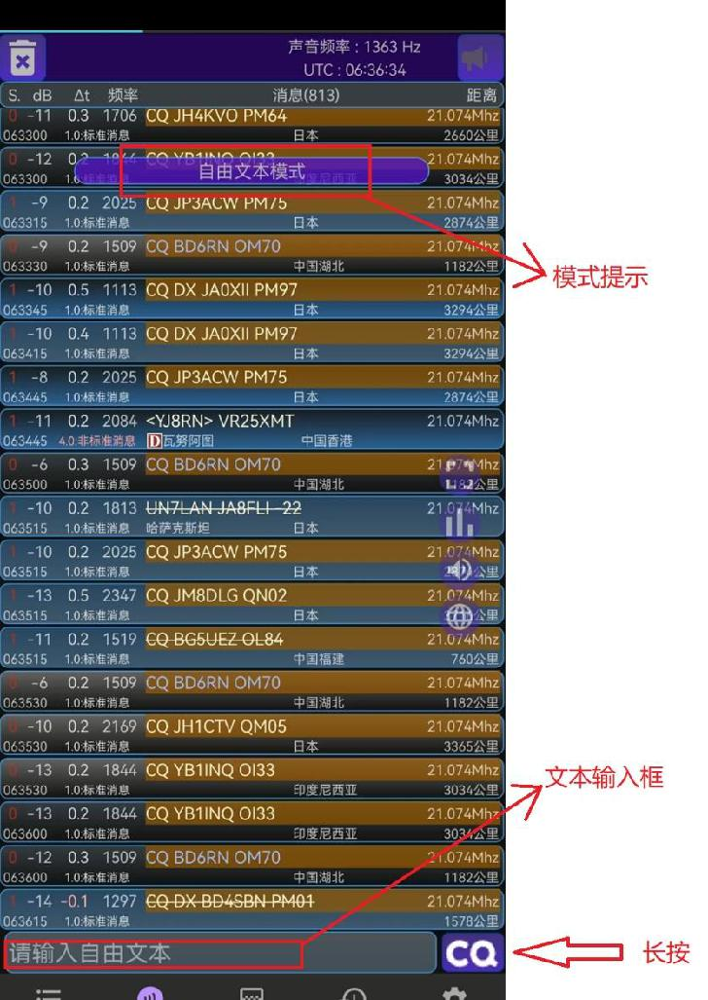 声音频率 : 1363 Hz
UTC : 06:36:34
S. dB Δt 频率 消息(813) 距离
0 -11 0.3 1706 CQ JH4KVO PM64 21.074Mhz
063300 1.0:标准消息 日本 2660公里
0 -12 0.2 1844 CQ YB1INQ OI33 21.074Mhz
自由文本模式
063300 印度尼西亚 3034公里
1 -9 0.2 2025 CQ JP3ACW PM75 21.074Mhz
063315 1.0:标准消息 日本 2874公里
0 -9 0.2 1509 CQ BD6RN OM70 21.074Mhz
063330 1.0:标准消息 中国湖北 1182公里
模式提示
1 -10 0.5 1113 CQ DX JA0XII PM97 21.074Mhz
063345 1.0:标准消息 日本 3294公里
1 -10 0.4 1113 CQ DX JA0XII PM97 21.074Mhz
063415 1.0:标准消息 日本 3294公里
1 -8 0.2 2025 CQ JP3ACW PM75 21.074Mhz
063445 1.0:标准消息 日本 2874公里
1 -11 0.2 2084 <YJ8RN> VR25XMT 21.074Mhz
063445 4.0:非标准消息 D瓦努阿图 中国香港
0 -6 0.3 1509 CQ BD6RN OM70 21.074Mhz
063500 1.0:标准消息 中国湖北 1182公里
1 -10 0.2 1813 UN7LAN JA8FLI -22 21.074Mhz
063515 1.0:标准消息 哈萨克斯坦 日本
1 -10 0.2 2025 CQ JP3ACW PM75 21.074Mhz
063515 1.0:标准消息 日本 2874公里
1 -13 0.5 2347 CQ JM8DLG QN02 21.074Mhz
063515 1.0:标准消息 日本 公里
1 -11 0.2 1519 CQ BG5UEZ OL84 21.074Mhz
063515 1.0:标准消息 中国福建 760公里
0 -6 0.2 1509 CQ BD6RN OM70 21.074Mhz
063530 1.0:标准消息 中国湖北 1182公里
0 -10 0.2 2169 CQ JH1CTV QM05 21.074Mhz
063530 1.0:标准消息 日本 3365公里
0 -13 0.2 1844 CQ YB1INQ OI33 21.074Mhz
063530 1.0:标准消息 印度尼西亚 3034公里
文本输入框
0 -13 0.2 1844 CQ YB1INQ OI33 21.074Mhz
063600 1.0:标准消息 印度尼西亚 3034公里
0 -12 0.3 1509 CQ BD6RN OM70 21.074Mhz
063600 1.0:标准消息 中国湖北 1182公里
1 -14 -0.1 1297 CQ DX BD4SBN PM01 21.074Mhz
063615 1.0:标准消息 1578公里
请输入自由文本 CQ 长按